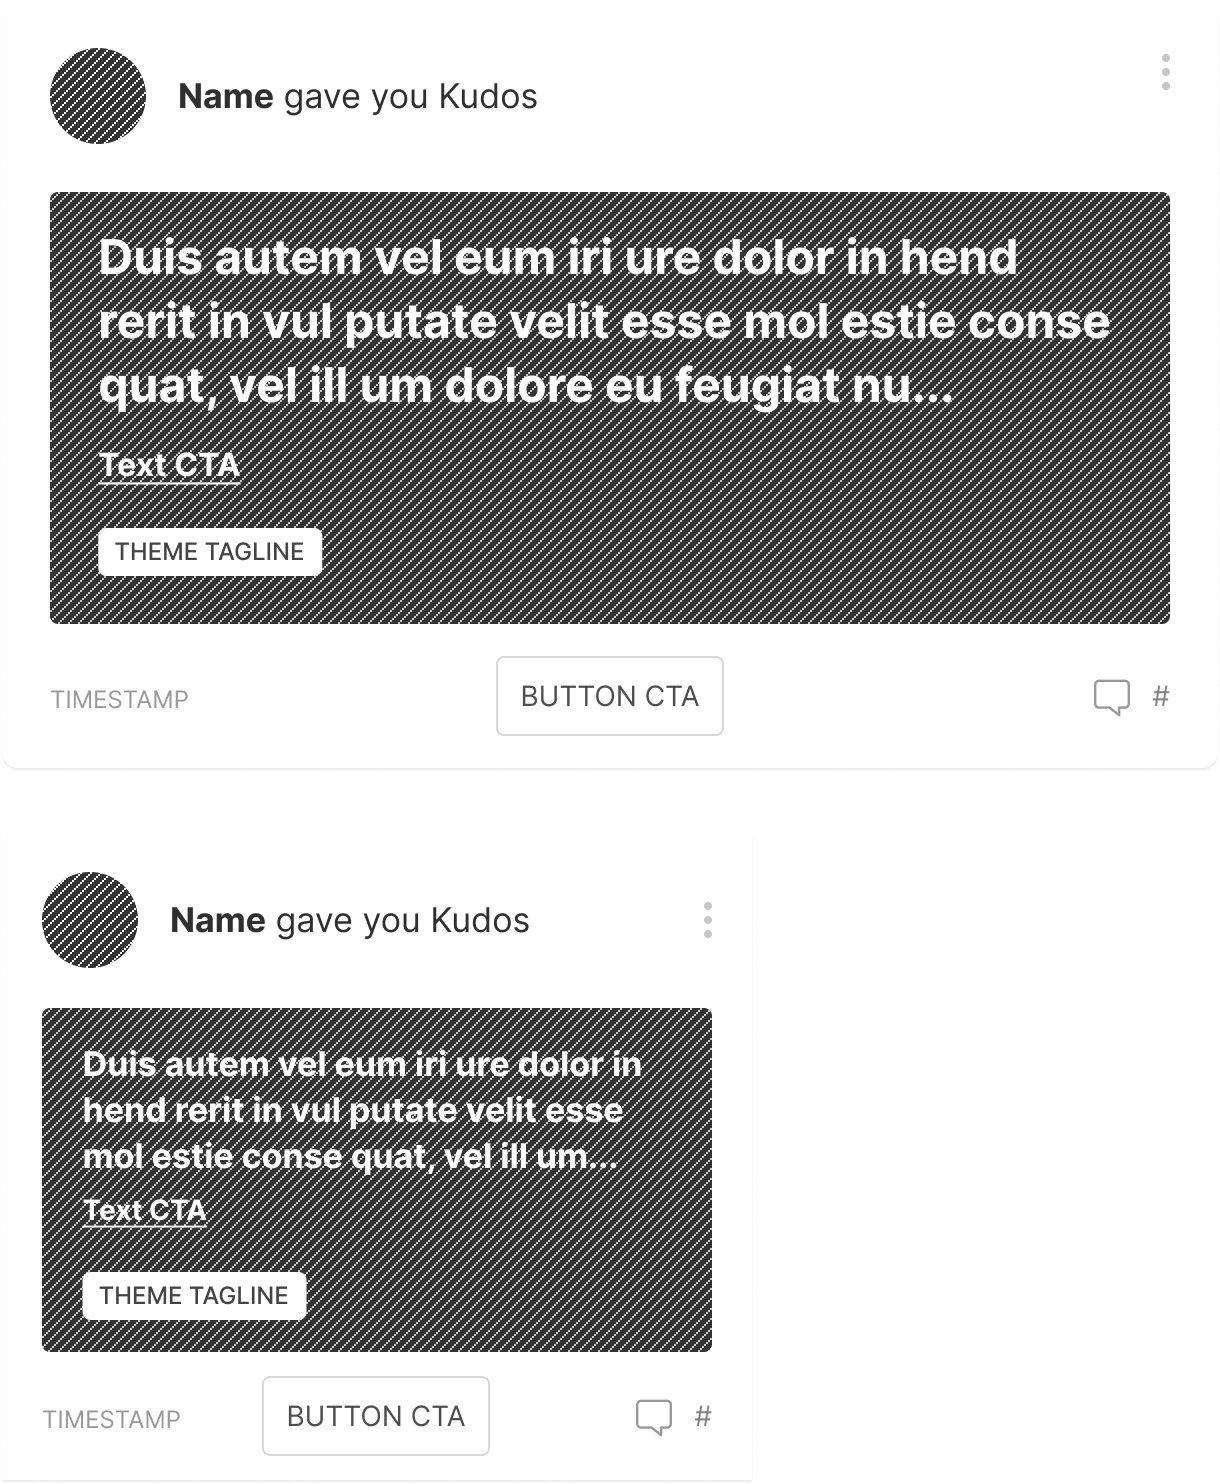 Name gave you Kudos
Duis autem vel eum iri ure dolor in hend
rerit in vul putate velit esse mol estie conse
quat, vel ill um dolore eu feugiat nu...
Text CTA
THEME TAGLINE
TIMESTAMP BUTTON CTA #
Name gave you Kudos
Duis autem vel eum iri ure dolor in
hend rerit in vul putate velit esse
mol estie conse quat, vel ill um...
Text CTA
THEME TAGLINE
TIMESTAMP BUTTON CTA #